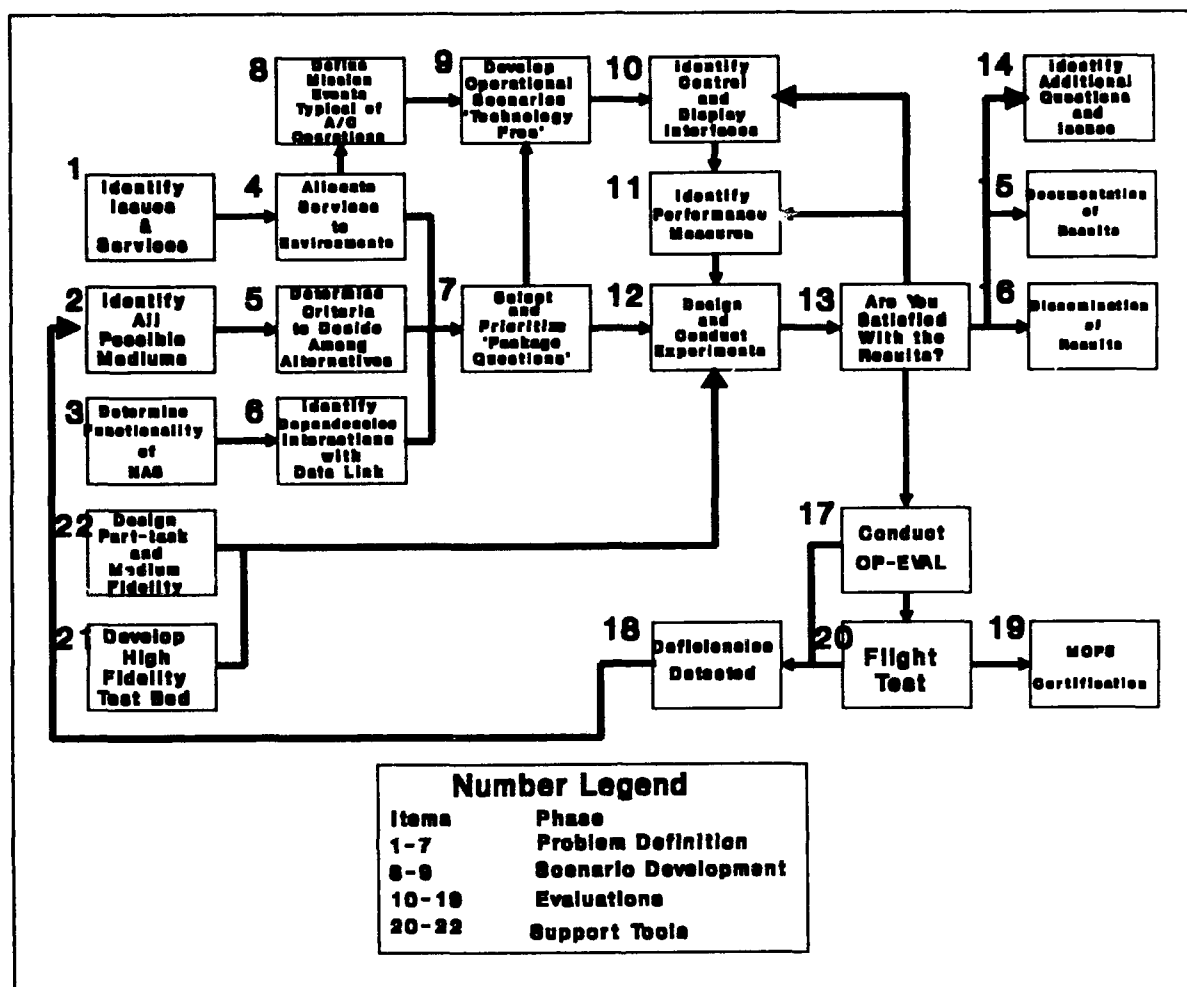 8
Define
Mission
Events
Typical of
A/C
Operations
9
Develop
Operational
Scenarios
'Technology
Free'
10
Identify
Control
and
Display
Interfaces
14
Identify
Additional
Questions
and
Issues
1
Identify
Issues
&
Services
4
Allocate
Services
to
Environments
11
Identify
Performance
Measures
5
Documentation
of
Results
2
Identify
All
Possible
Mediums
5
Determine
Criteria
to Decide
Among
Alternatives
7
Select
and
Prioritize
'Package
Questions'
12
Design
and
Conduct
Experiments
13
Are You
Satisfied
With the
Results?
6
Dissemination
of
Results
3
Determine
Functionality
of
NAS
6
Identify
Dependencies
Interactions
with
Data Link
22
Design
Part-task
and
Medium
Fidelity
17
Conduct
OP-EVAL
21
Develop
High
Fidelity
Test Bed
18
Deficiencies
Detected
20
Flight
Test
19
MOPS
Certification
Number Legend
Items Phase
1-7 Problem Definition
8-9 Scenario Development
10-19 Evaluations
20-22 Support Tools